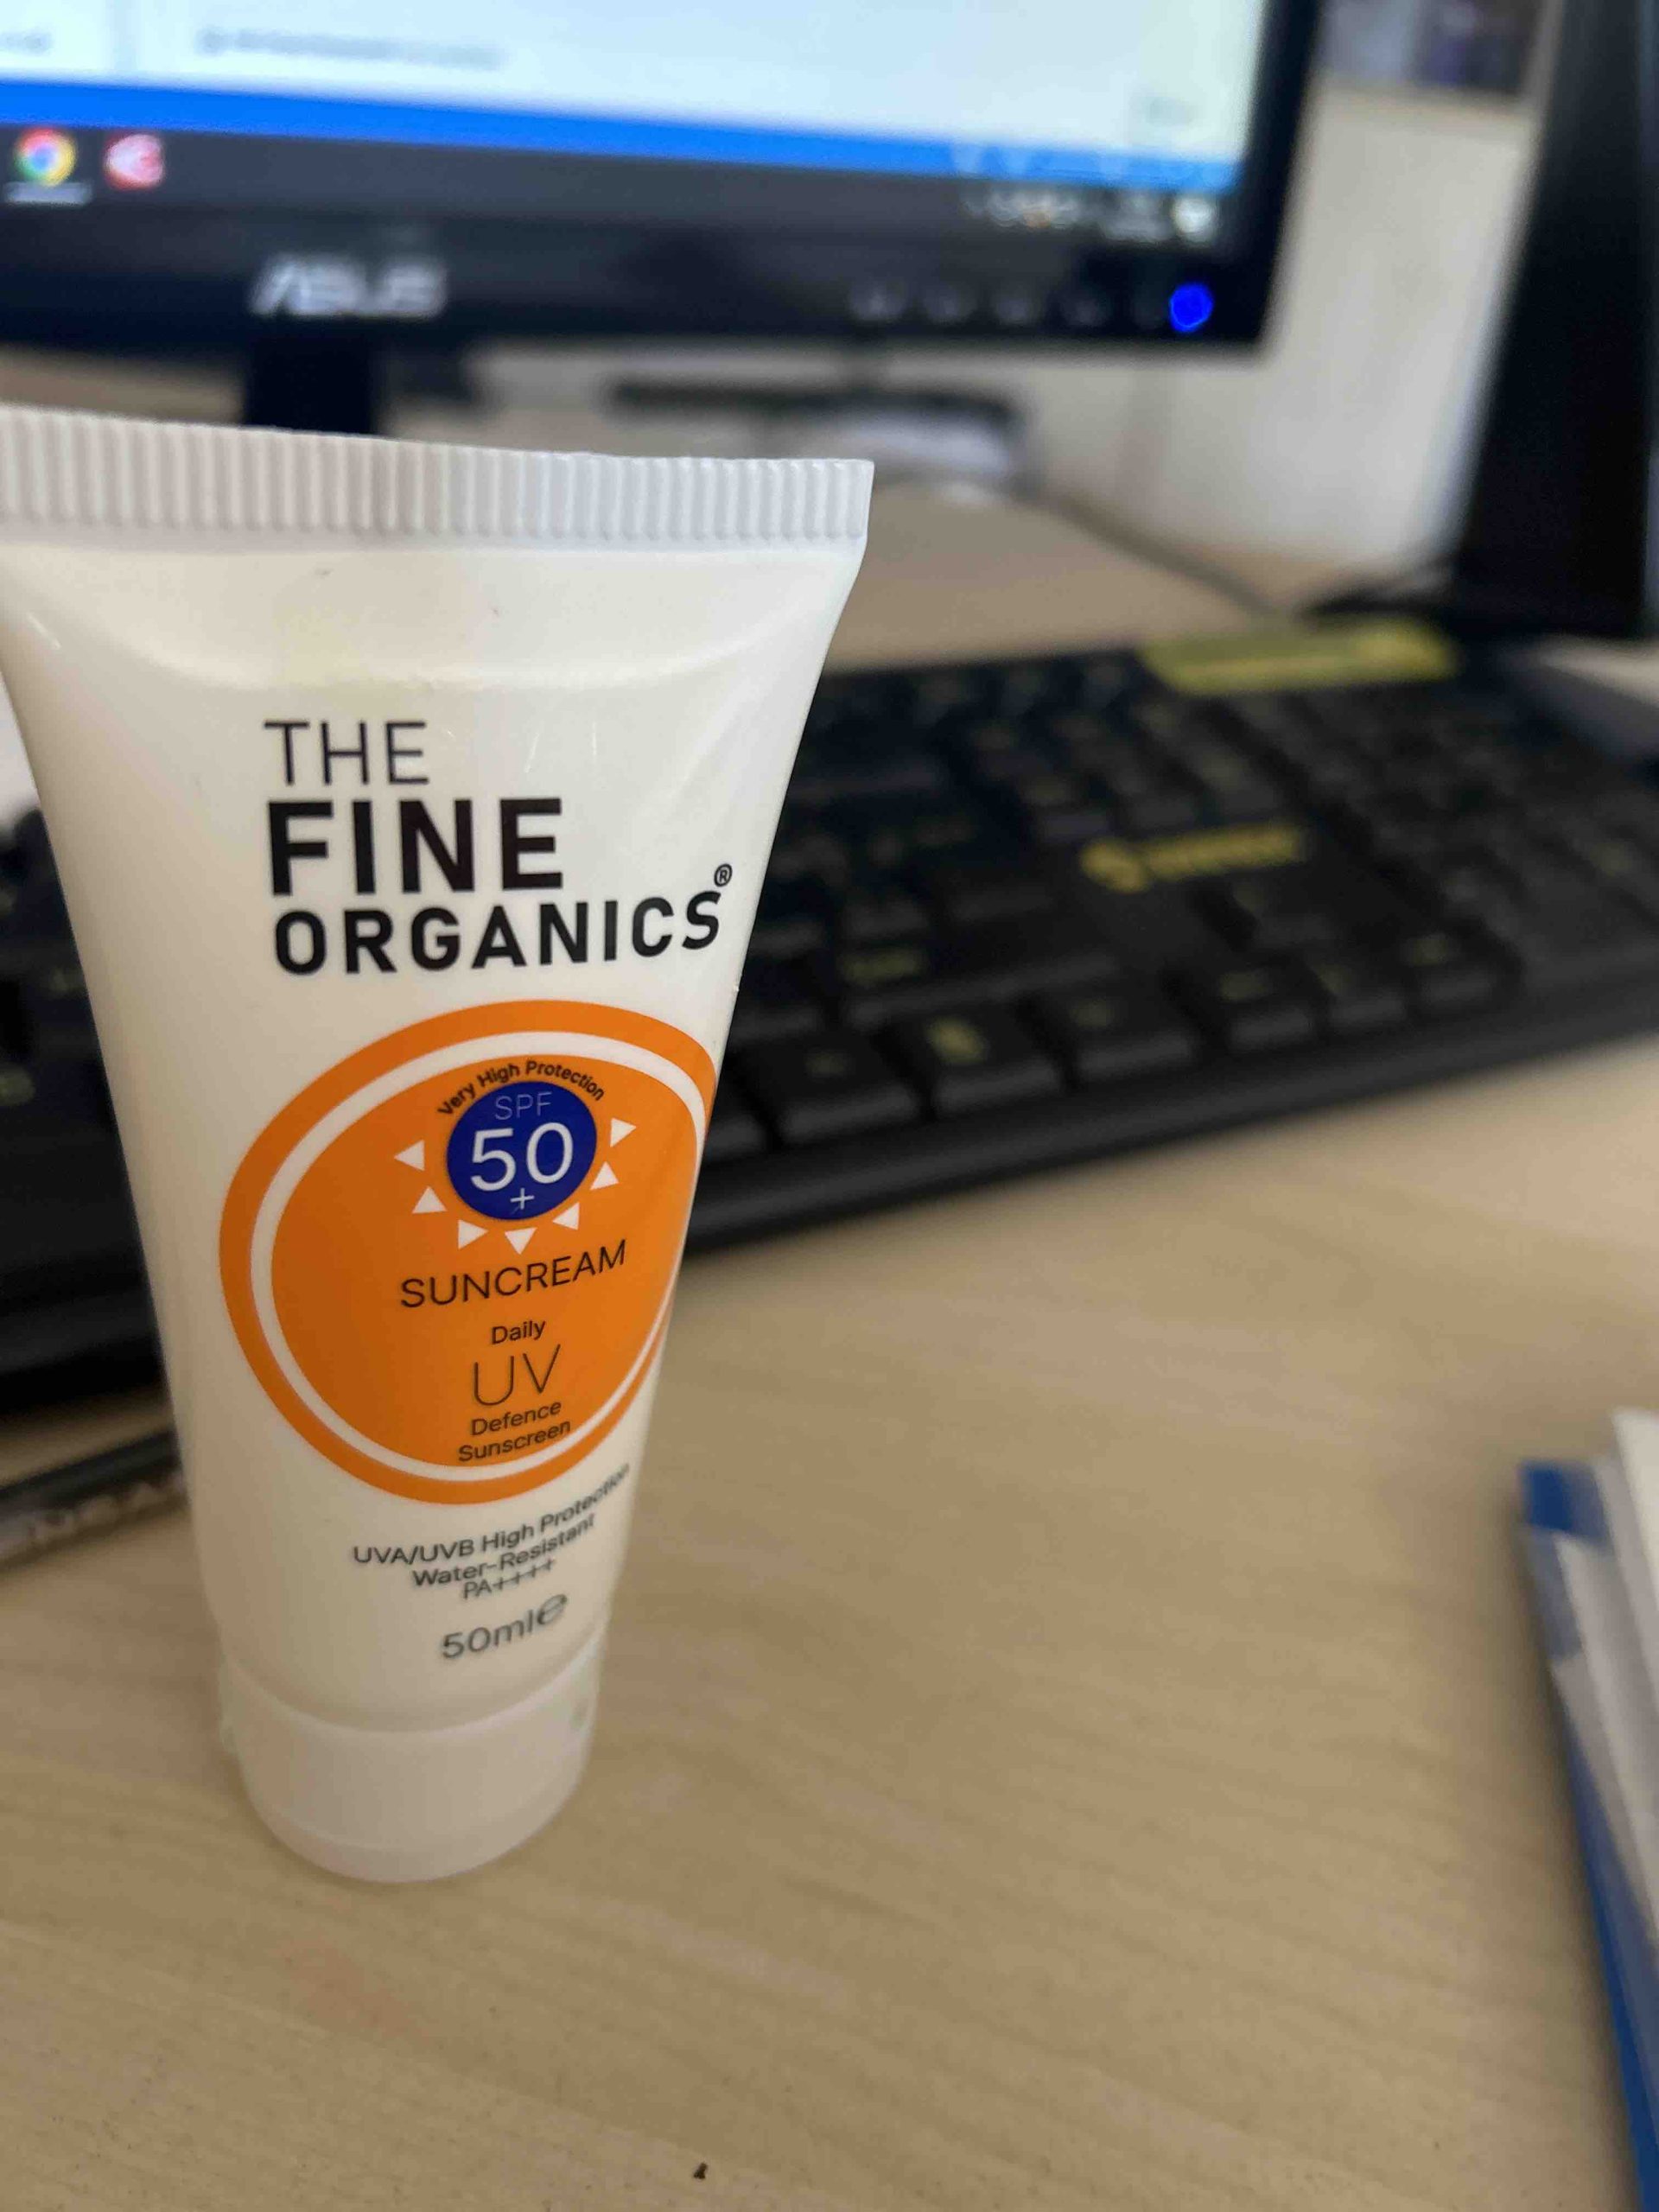 ASUS
THE
FINE
ORGANICS®
Very High Protection
SPF
50
+
SUNCREAM
Daily
UV
Defence
Sunscreen
UVA/UVB High Protection
Water-Resistant
PA++++
50ml℮